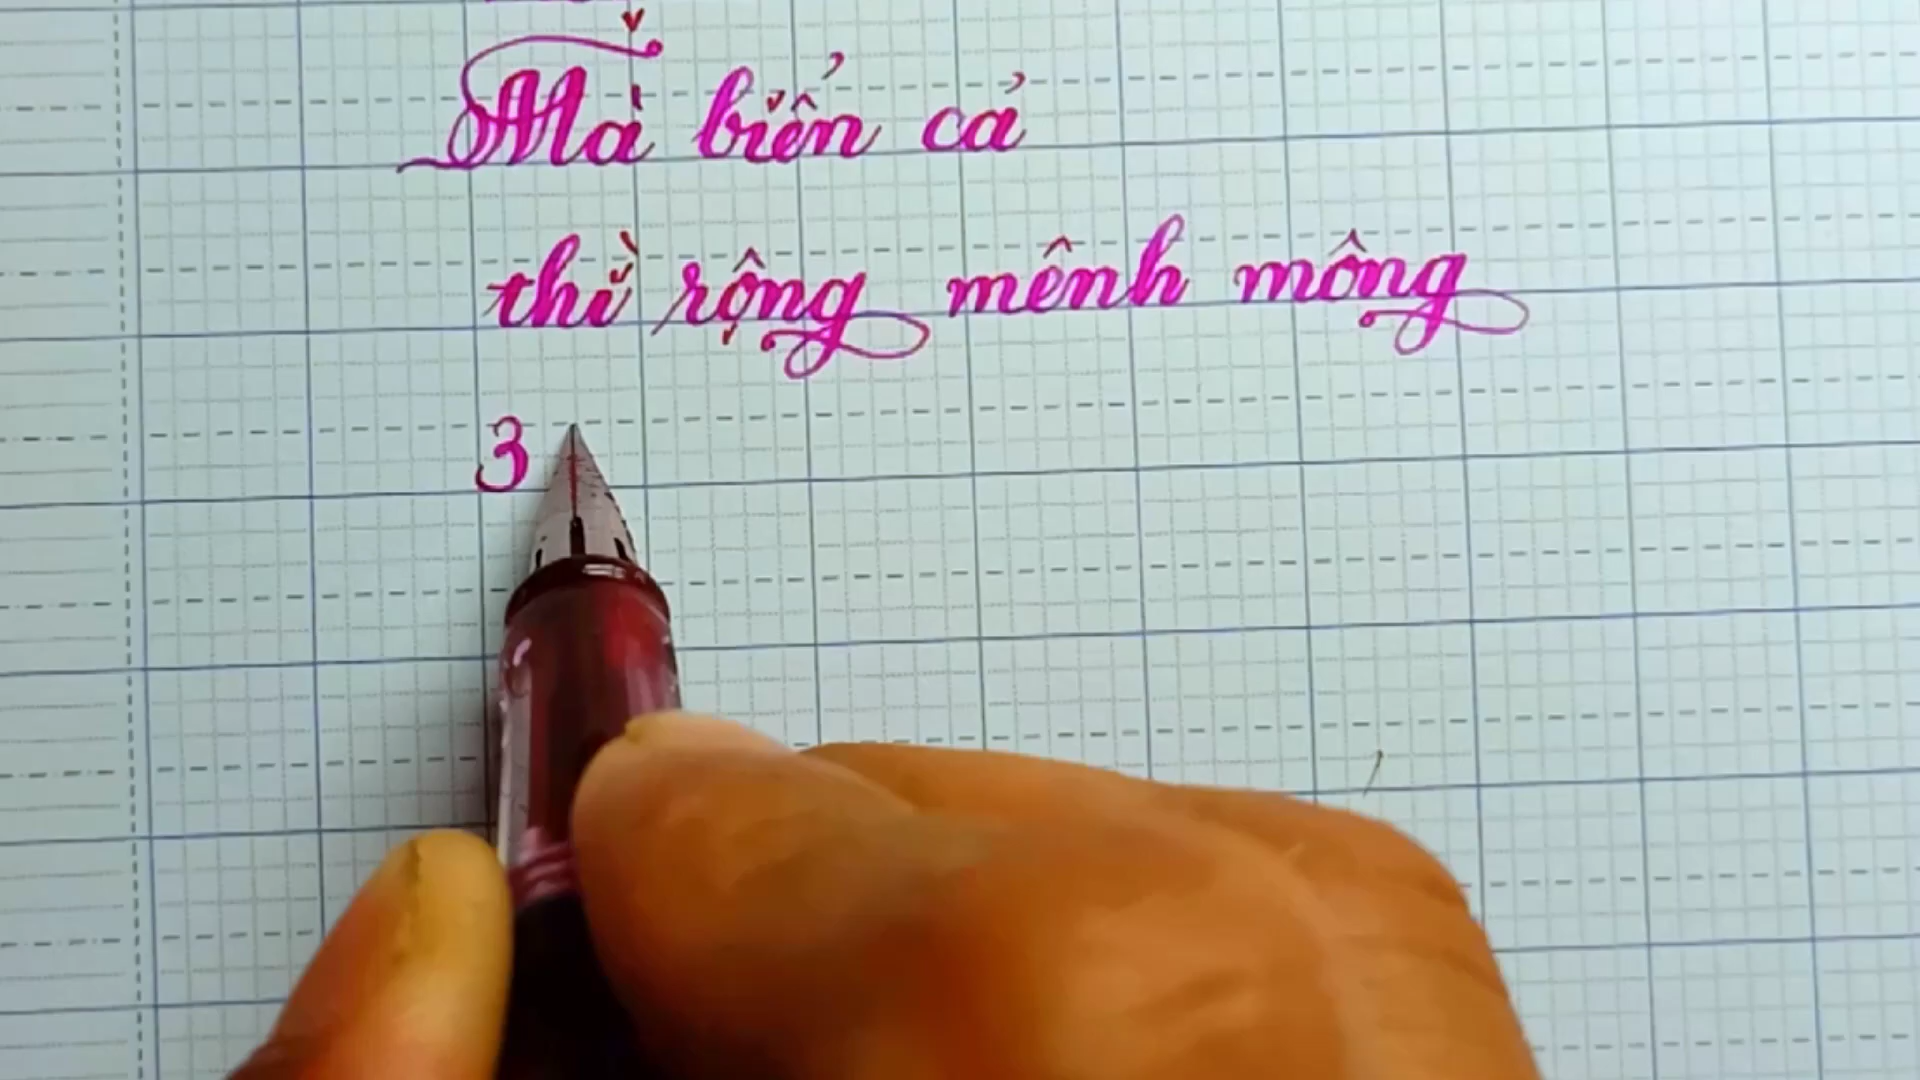 Mà biển cả
thì rộng mênh mông
3